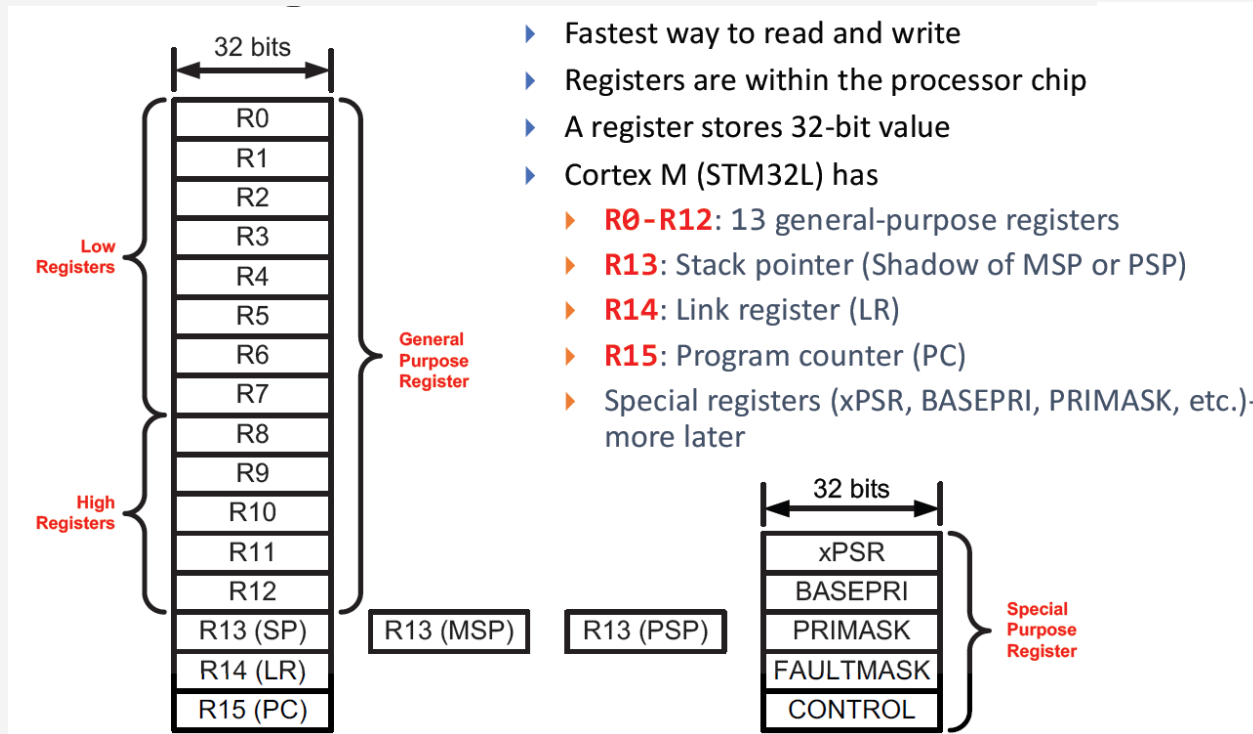 32 bits
R0
R1
R2
R3
R4
R5
R6
R7
R8
R9
R10
R11
R12
R13 (SP)
R14 (LR)
R15 (PC)
Low
Registers
High
Registers
General
Purpose
Register
R13 (MSP)
R13 (PSP)
Fastest way to read and write
Registers are within the processor chip
A register stores 32-bit value
Cortex M (STM32L) has
R0-R12: 13 general-purpose registers
R13: Stack pointer (Shadow of MSP or PSP)
R14: Link register (LR)
R15: Program counter (PC)
Special registers (xPSR, BASEPRI, PRIMASK, etc.)-
more later
32 bits
xPSR
BASEPRI
PRIMASK
FAULTMASK
CONTROL
Special
Purpose
Register